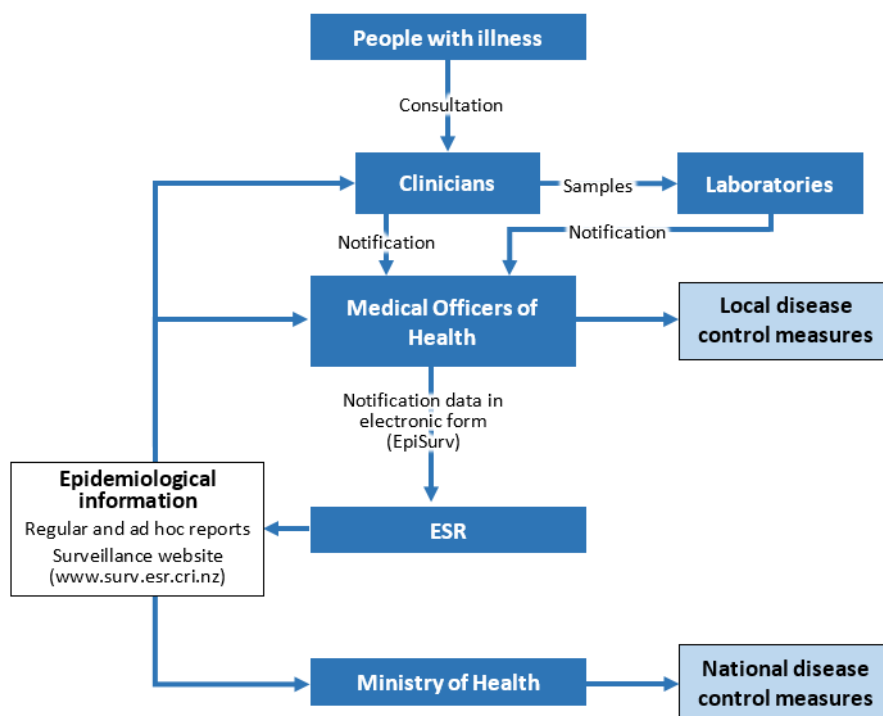 People with illness
Consultation
Clinicians
Samples
Laboratories
Notification
Notification
Medical Officers of
Health
Local disease
control measures
Notification data in
electronic form
(EpiSurv)
Epidemiological
information
Regular and ad hoc reports
Surveillance website
(www.surv.esr.cri.nz)
ESR
Ministry of Health
National disease
control measures